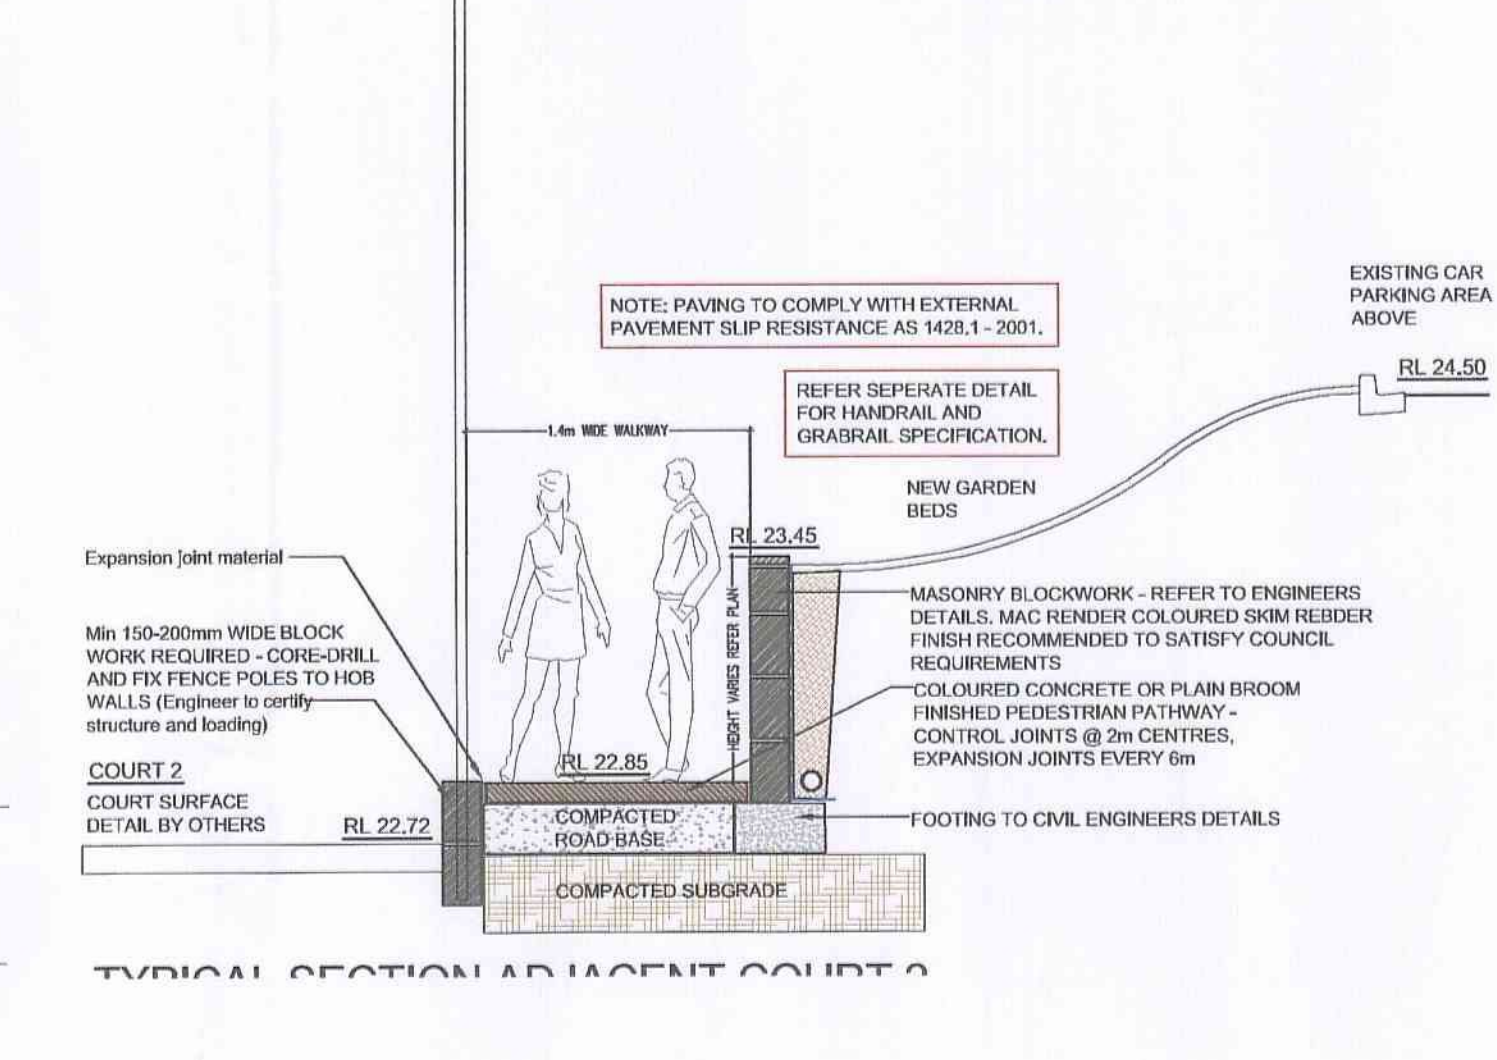 EXISTING CAR
PARKING AREA
ABOVE
RL 24.50
NOTE: PAVING TO COMPLY WITH EXTERNAL
PAVEMENT SLIP RESISTANCE AS 1428.1 - 2001.
REFER SEPERATE DETAIL
FOR HANDRAIL AND
GRABRAIL SPECIFICATION.
1.4m WIDE WALKWAY
NEW GARDEN
BEDS
RL 23.45
HEIGHT VARIES REFER PLAN
Expansion joint material
Min 150-200mm WIDE BLOCK
WORK REQUIRED - CORE-DRILL
AND FIX FENCE POLES TO HOB
WALLS (Engineer to certify
structure and loading)
MASONRY BLOCKWORK - REFER TO ENGINEERS
DETAILS. MAC RENDER COLOURED SKIM REBDER
FINISH RECOMMENDED TO SATISFY COUNCIL
REQUIREMENTS
COLOURED CONCRETE OR PLAIN BROOM
FINISHED PEDESTRIAN PATHWAY -
CONTROL JOINTS @ 2m CENTRES,
EXPANSION JOINTS EVERY 6m
RL 22.85
COURT 2
COURT SURFACE
DETAIL BY OTHERS
RL 22.72
COMPACTED
ROAD BASE
FOOTING TO CIVIL ENGINEERS DETAILS
COMPACTED SUBGRADE
TYPICAL SECTION ADJACENT COURT 2